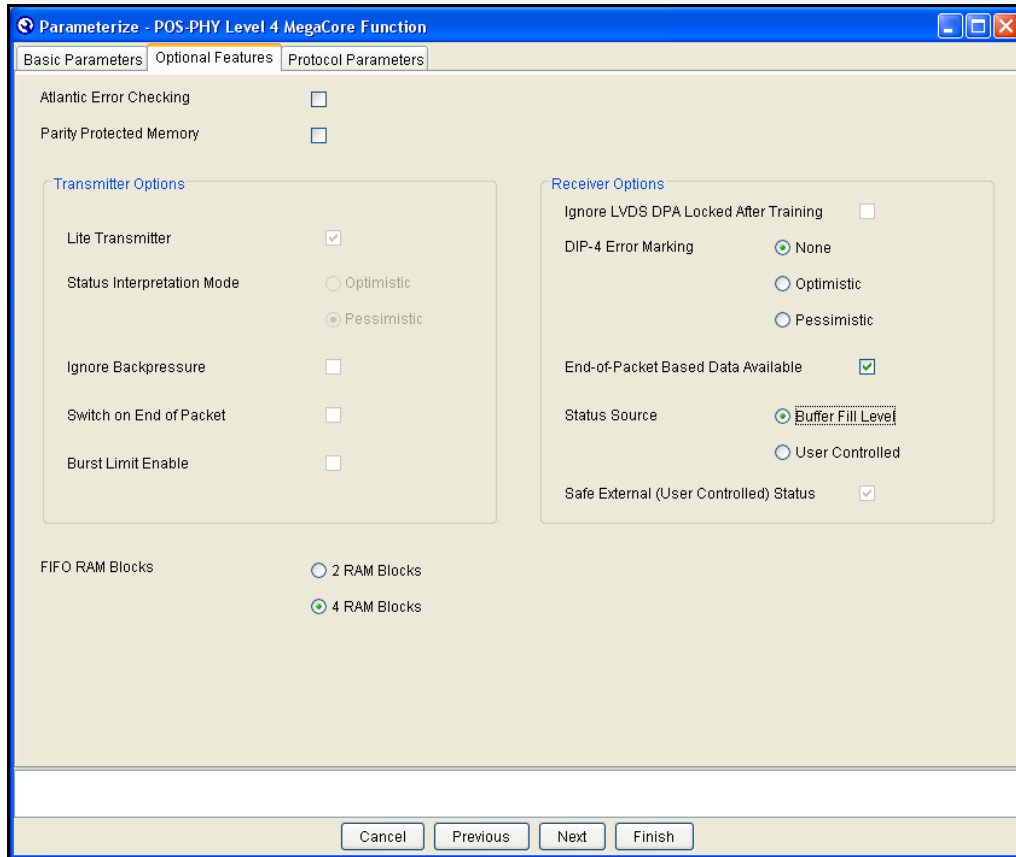 Parameterize - POS-PHY Level 4 MegaCore Function
Basic Parameters Optional Features Protocol Parameters
Atlantic Error Checking
Parity Protected Memory
Transmitter Options
Lite Transmitter
Status Interpretation Mode Optimistic
Pessimistic
Ignore Backpressure
Switch on End of Packet
Burst Limit Enable
Receiver Options
Ignore LVDS DPA Locked After Training
DIP-4 Error Marking None
Optimistic
Pessimistic
End-of-Packet Based Data Available
Status Source Buffer Fill Level
User Controlled
Safe External (User Controlled) Status
FIFO RAM Blocks 2 RAM Blocks
4 RAM Blocks
Cancel Previous Next Finish